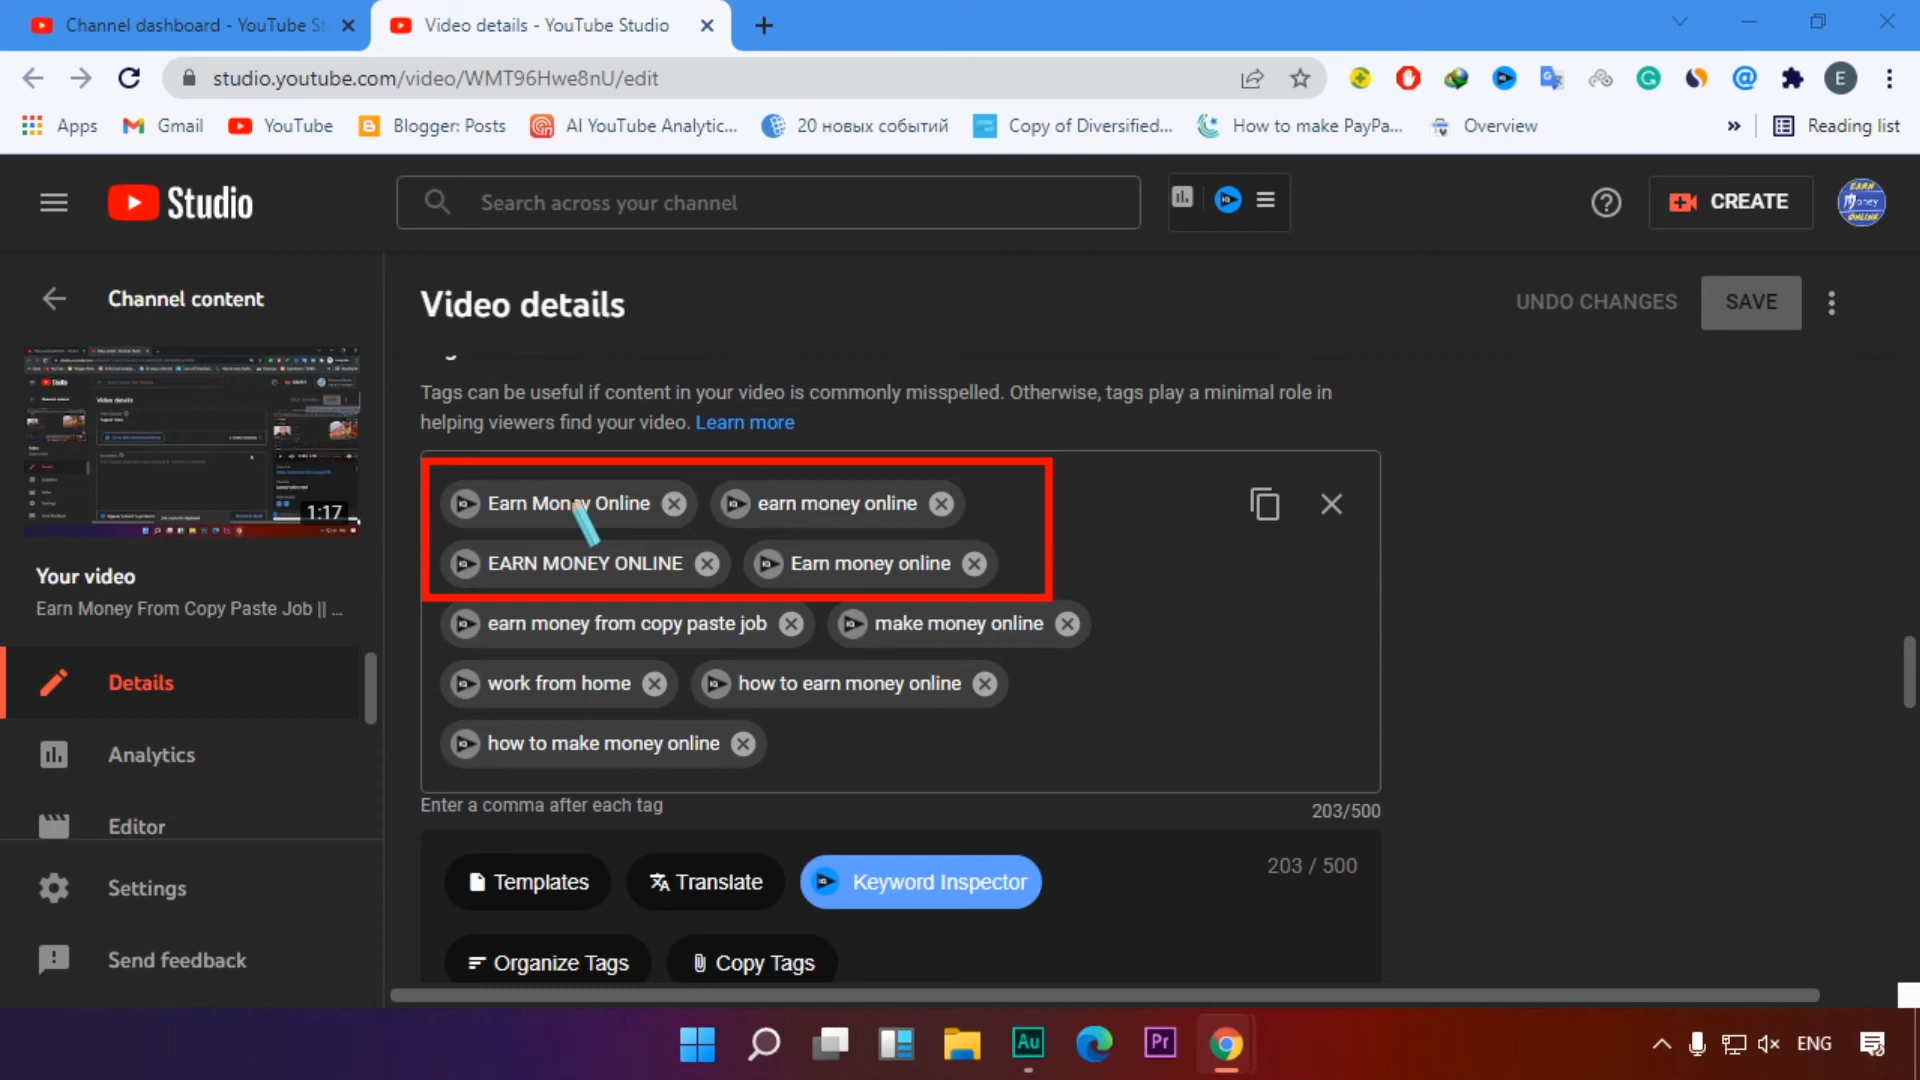 Channel dashboard - YouTube St
Video details - YouTube Studio
studio.youtube.com/video/WMT96Hwe8nU/edit
E
Apps
Gmail
YouTube
Blogger: Posts
AI YouTube Analytic...
20 новых событий
Copy of Diversified...
How to make PayPa...
Overview
Reading list
Studio
Search across your channel
CREATE
EARN
Money
ONLINE
Channel content
Video details
UNDO CHANGES
SAVE
Tags can be useful if content in your video is commonly misspelled. Otherwise, tags play a minimal role in
helping viewers find your video. Learn more
Earn Money Online
earn money online
EARN MONEY ONLINE
Earn money online
earn money from copy paste job
make money online
work from home
how to earn money online
how to make money online
Enter a comma after each tag
203/500
1:17
Your video
Earn Money From Copy Paste Job || ...
Details
Analytics
Editor
Settings
Send feedback
Templates
Translate
Keyword Inspector
203 / 500
Organize Tags
Copy Tags
Au
Pr
ENG